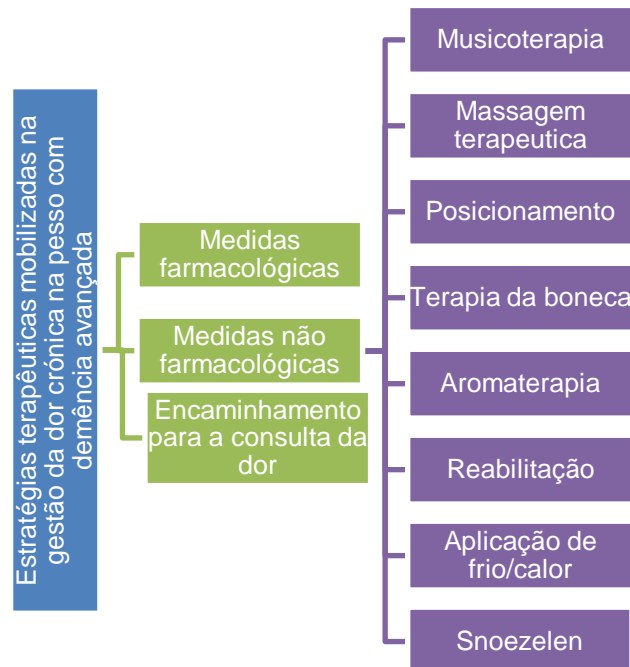 Estratégias terapêuticas mobilizadas na
gestão da dor crónica na pesso com
demência avançada
Medidas
farmacológicas
Medidas não
farmacológicas
Encaminhamento
para a consulta da
dor
Musicoterapia
Massagem
terapeutica
Posicionamento
Terapia da boneca
Aromaterapia
Reabilitação
Aplicação de
frio/calor
Snoezelen